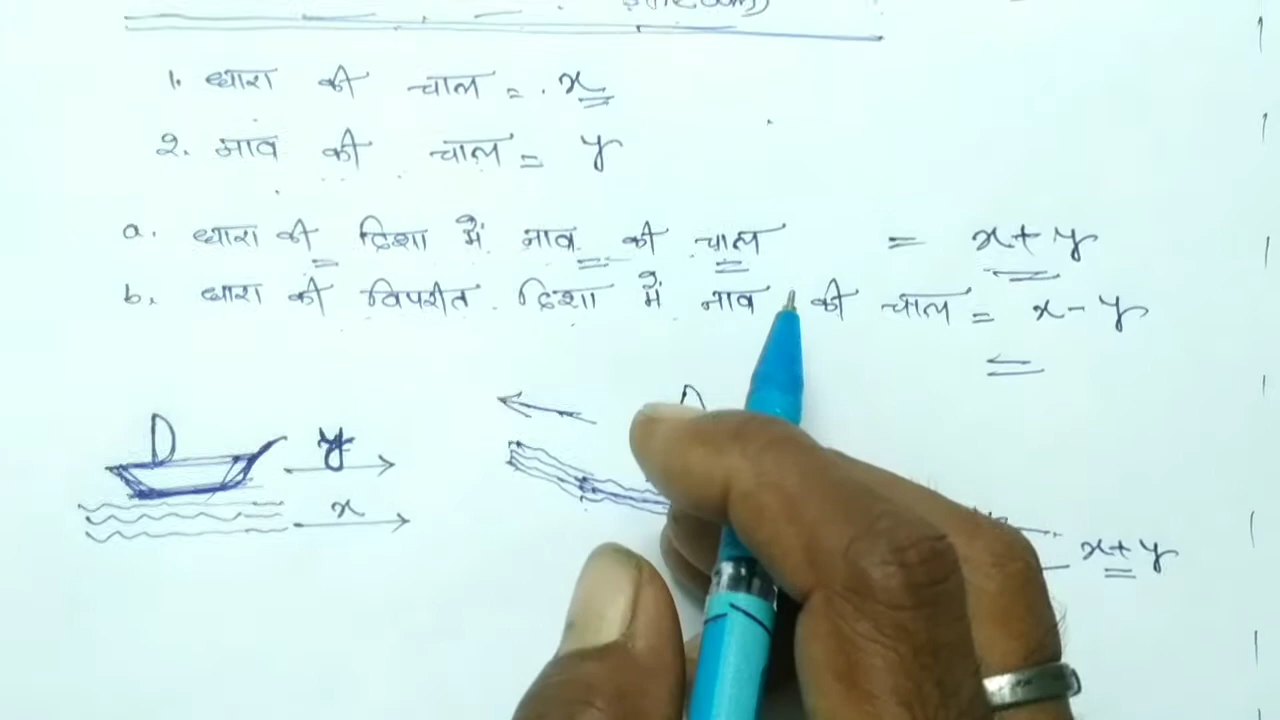 1. धारा की चाल = x
2. नाव की चाल = y
a. धारा की दिशा में नाव की चाल = x+y
b. धारा की विपरीत दिशा में नाव की चाल = x-y
y
x
x+y